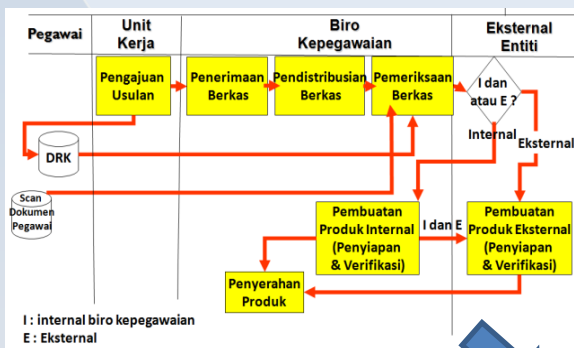 Pegawai
Unit
Kerja
Biro
Kepegawaian
Eksternal
Entiti
Pengajuan
Usulan
Penerimaan
Berkas
Pendistribusian
Berkas
Pemeriksaan
Berkas
I dan
atau E ?
Internal
Eksternal
DRK
Scan
Dokumen
Pegawai
Pembuatan
Produk Internal
(Penyiapan
& Verifikasi)
I dan E
Pembuatan
Produk Eksternal
(Penyiapan
& Verifikasi)
Penyerahan
Produk
I : internal biro kepegawaian
E : Eksternal